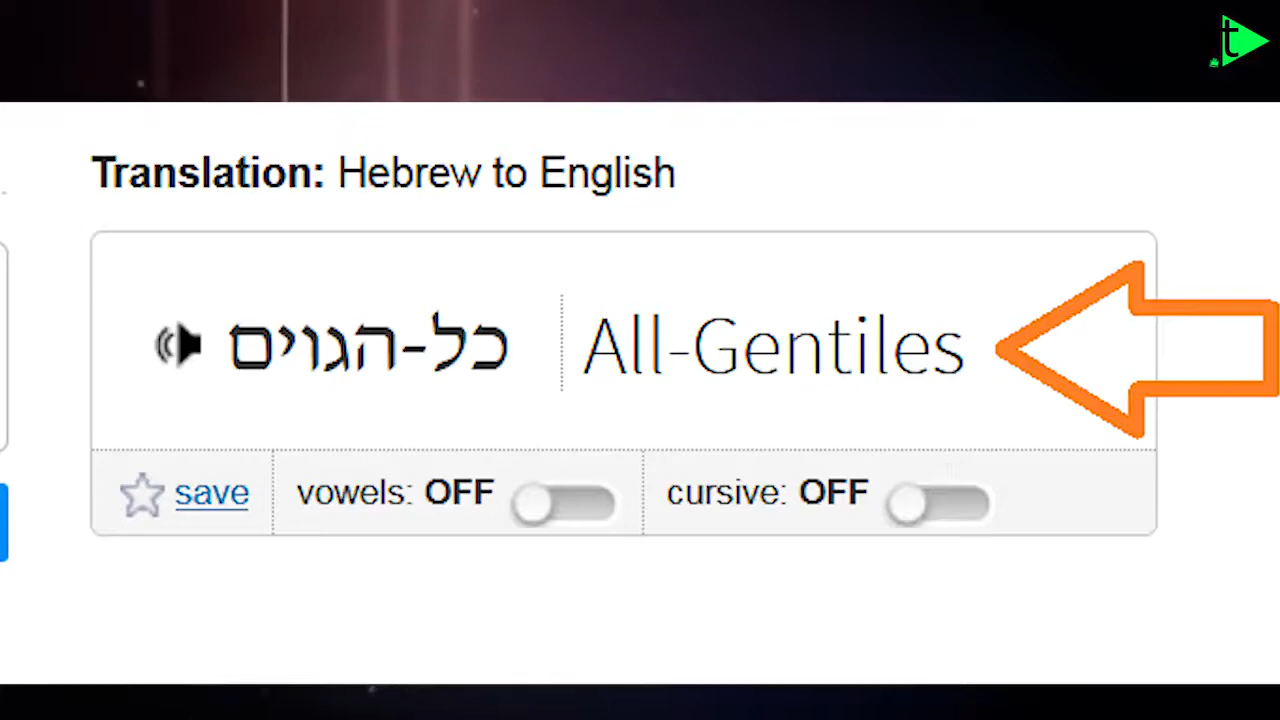 .t
Translation: Hebrew to English
כל-הגוים All-Gentiles
save vowels: OFF cursive: OFF